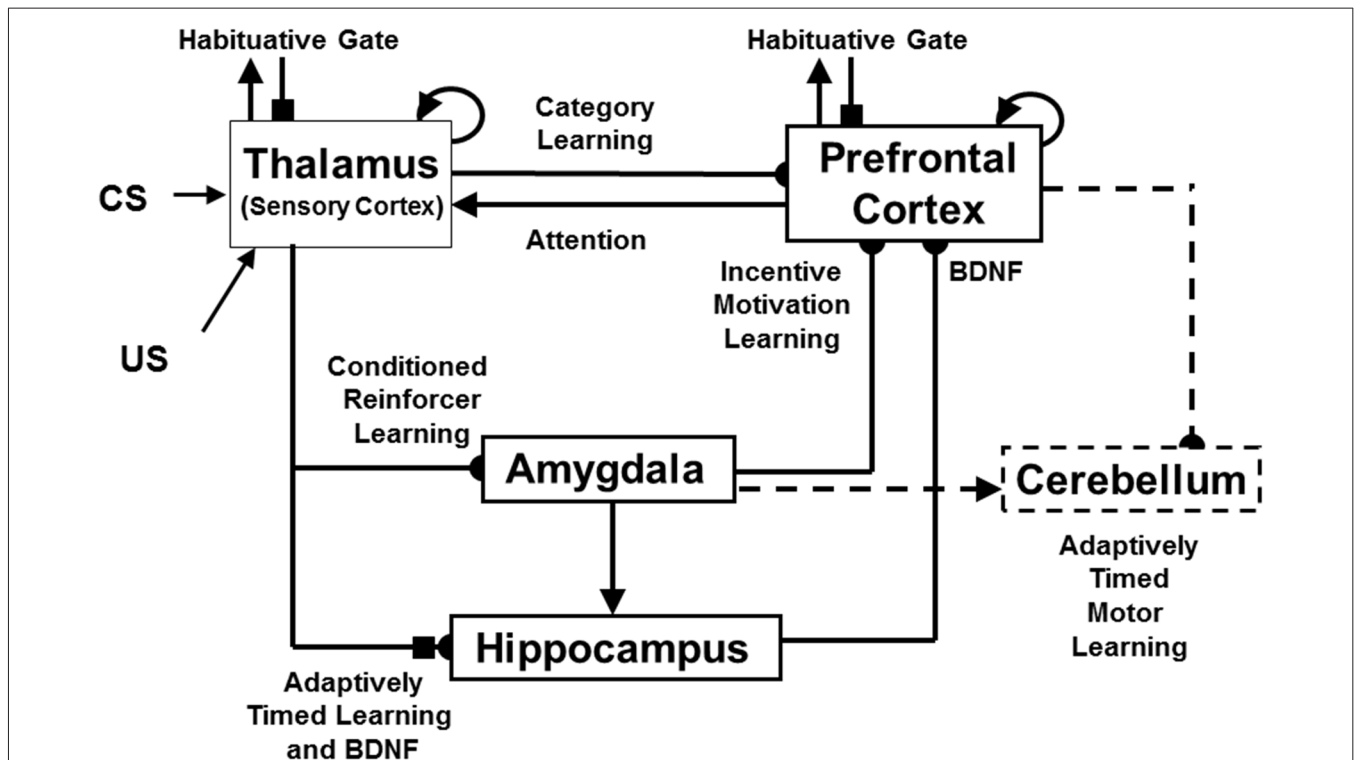 Habituative Gate
Habituative Gate
Category
Learning
Thalamus
(Sensory Cortex)
Prefrontal
Cortex
CS
Attention
US
Incentive
Motivation
Learning
BDNF
Conditioned
Reinforcer
Learning
Amygdala
Cerebellum
Adaptively
Timed
Motor
Learning
Hippocampus
Adaptively
Timed Learning
and BDNF